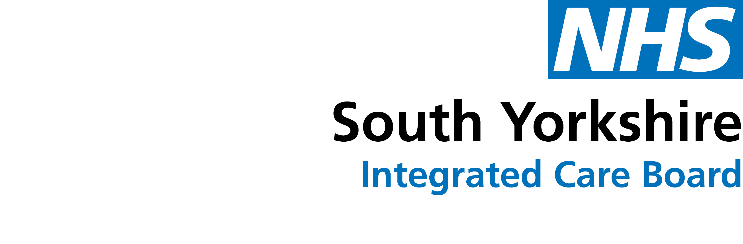 NHS
South Yorkshire
Integrated Care Board